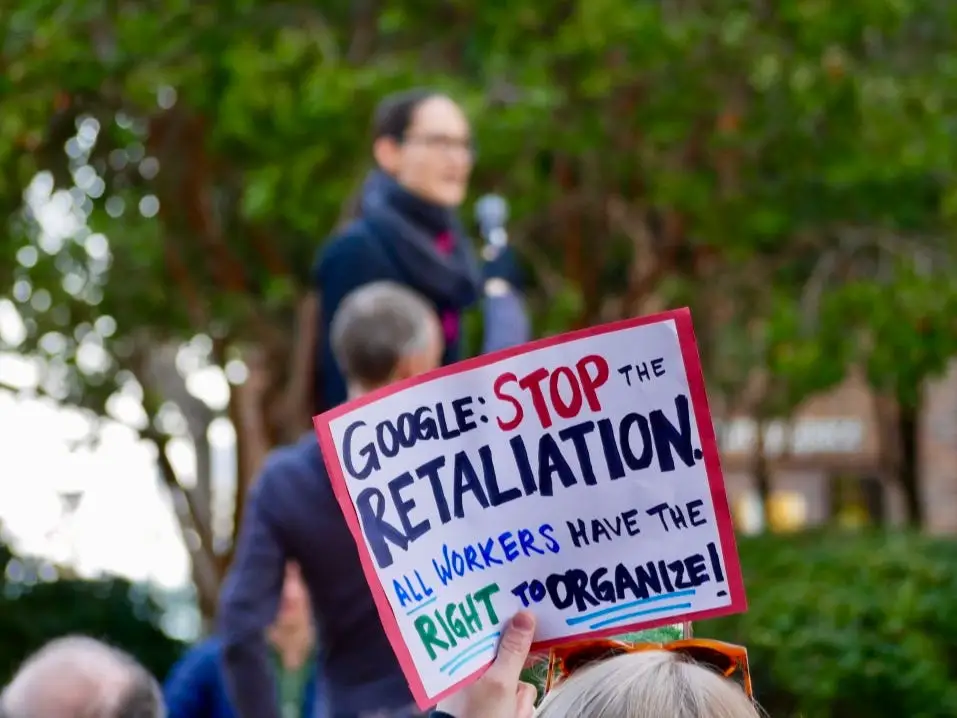 GOOGLE: STOP THE
RETALIATION.
ALL WORKERS HAVE THE
RIGHT TO ORGANIZE!